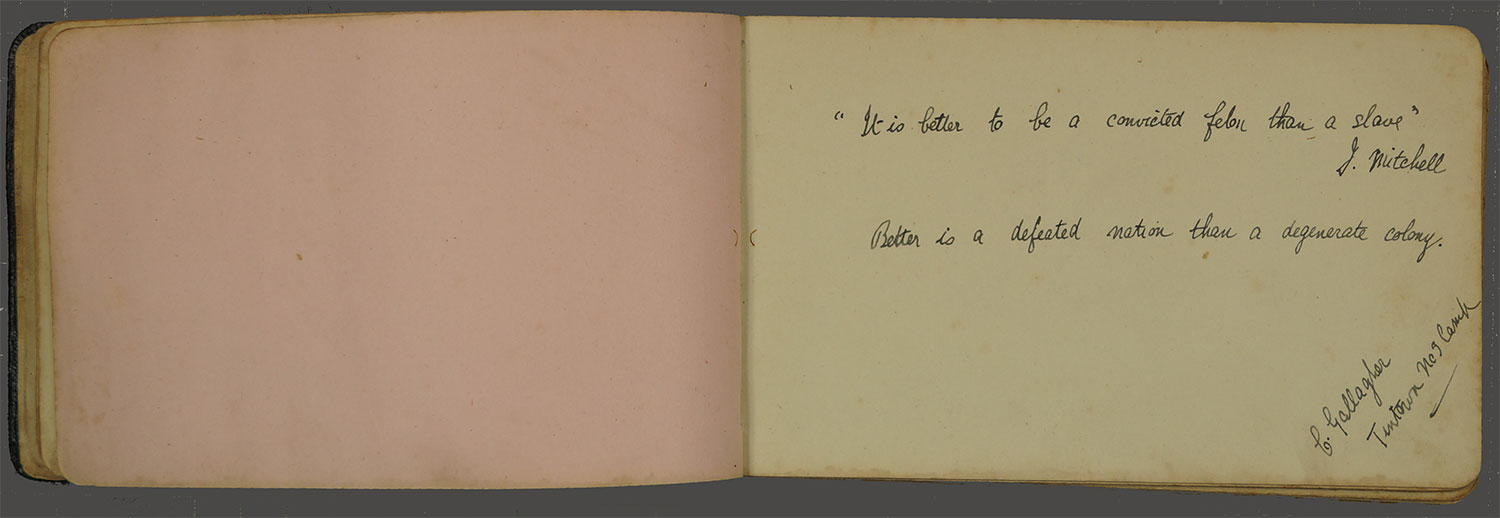 "It is better to be a convicted felon than a slave"
J. Mitchell
Better is a defeated nation than a degenerate colony.
C. Gallagher
Tintown No 3 Camp